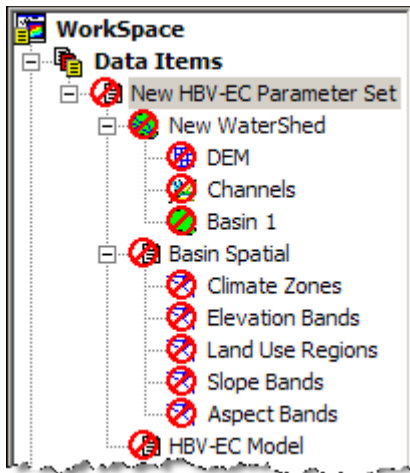 WorkSpace
Data Items
New HBV-EC Parameter Set
New WaterShed
DEM
Channels
Basin 1
Basin Spatial
Climate Zones
Elevation Bands
Land Use Regions
Slope Bands
Aspect Bands
HBV-EC Model